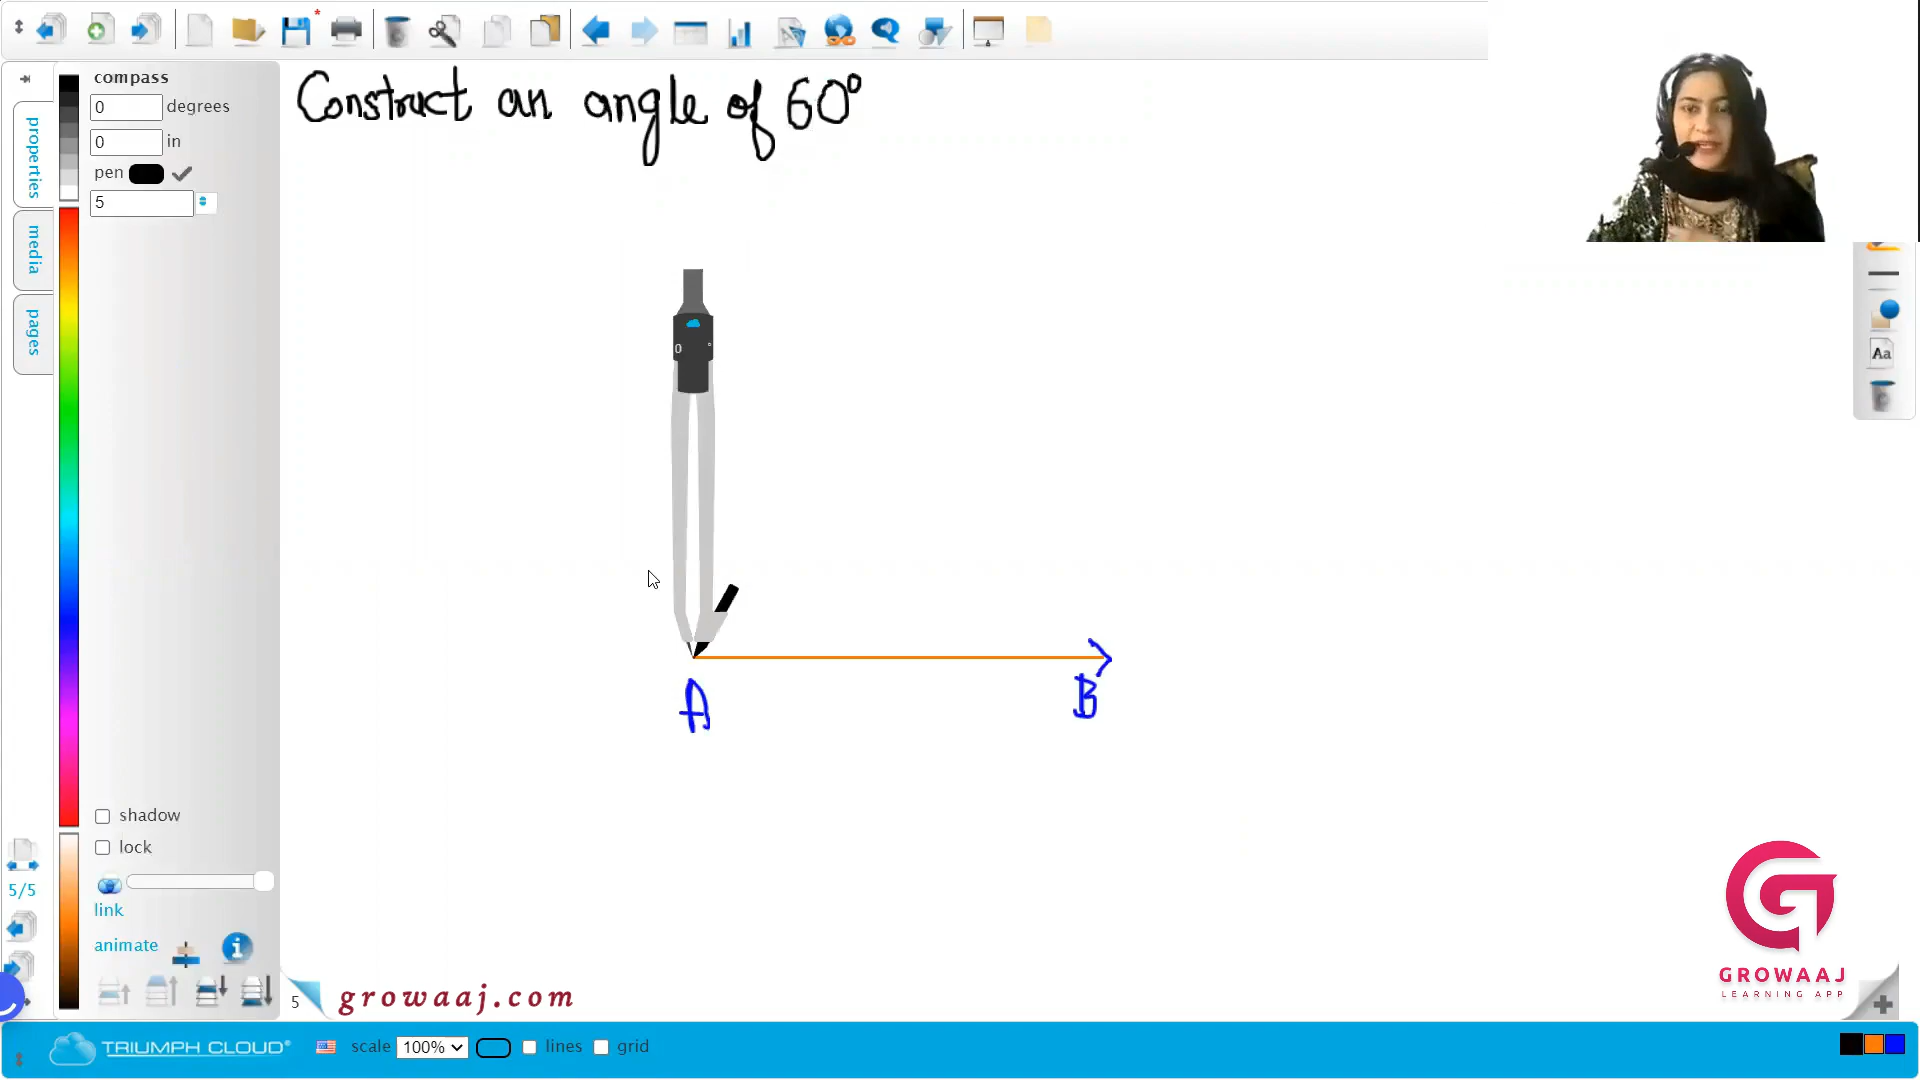 compass
0 degrees
0 in
pen
5
properties
media
pages
Construct an angle of 60°
0 °
A
B
Aa
shadow
lock
link
animate
5/5
5
growaaj.com
GROWAAJ
LEARNING APP
TRIUMPH CLOUD
scale 100% lines grid